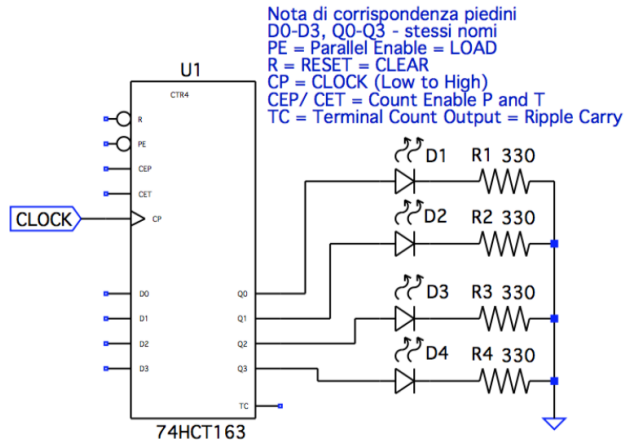 Nota di corrispondenza piedini
D0-D3, Q0-Q3 - stessi nomi
PE = Parallel Enable = LOAD
R = RESET = CLEAR
CP = CLOCK (Low to High)
CEP/ CET = Count Enable P and T
TC = Terminal Count Output = Ripple Carry
U1
CTR4
R
PE
CEP
CET
CLOCK
CP
D0
D1
D2
D3
Q0
Q1
Q2
Q3
TC
74HCT163
D1 R1 330
D2 R2 330
D3 R3 330
D4 R4 330